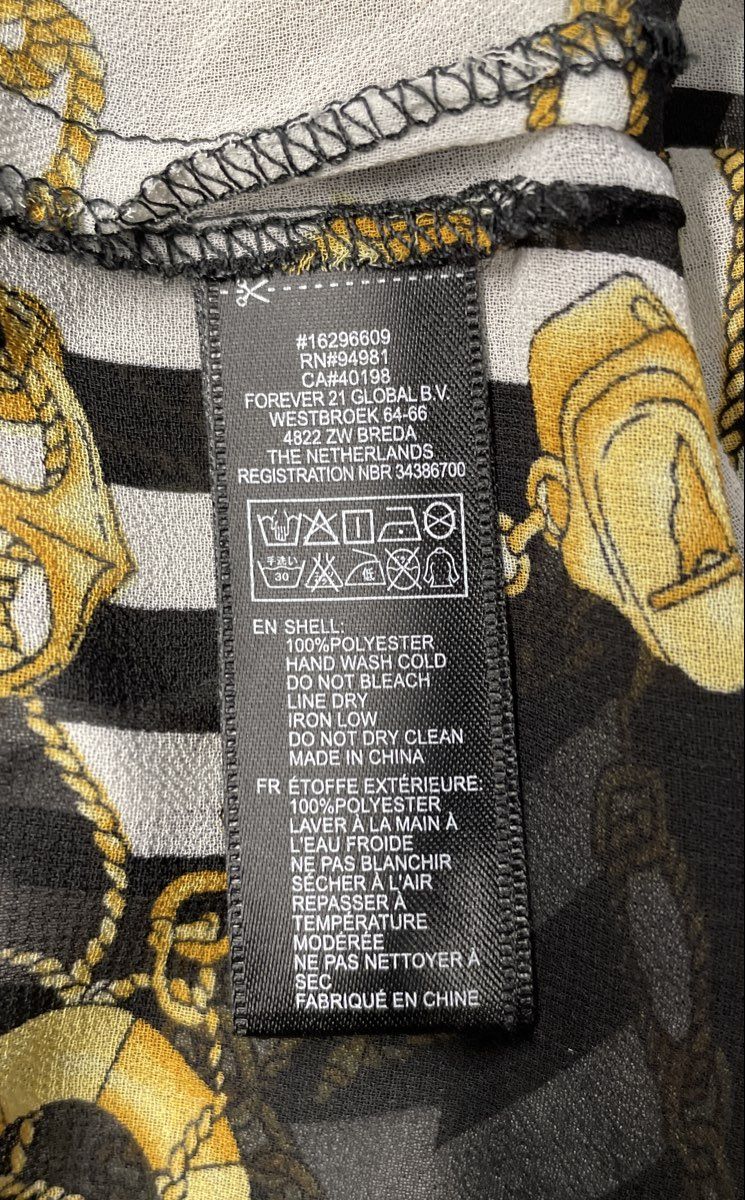 #16296609
RN#94981
CA#40198
FOREVER 21 GLOBAL B.V.
WESTBROEK 64-66
4822 ZW BREDA
THE NETHERLANDS
REGISTRATION NBR 34386700
手洗い
30
低
EN SHELL:
100%POLYESTER
HAND WASH COLD
DO NOT BLEACH
LINE DRY
IRON LOW
DO NOT DRY CLEAN
MADE IN CHINA
FR ÉTOFFE EXTÉRIEURE:
100%POLYESTER
LAVER À LA MAIN À
L'EAU FROIDE
NE PAS BLANCHIR
SÉCHER À L'AIR
REPASSER À
TEMPÉRATURE
MODÉRÉE
NE PAS NETTOYER À
SEC
FABRIQUÉ EN CHINE